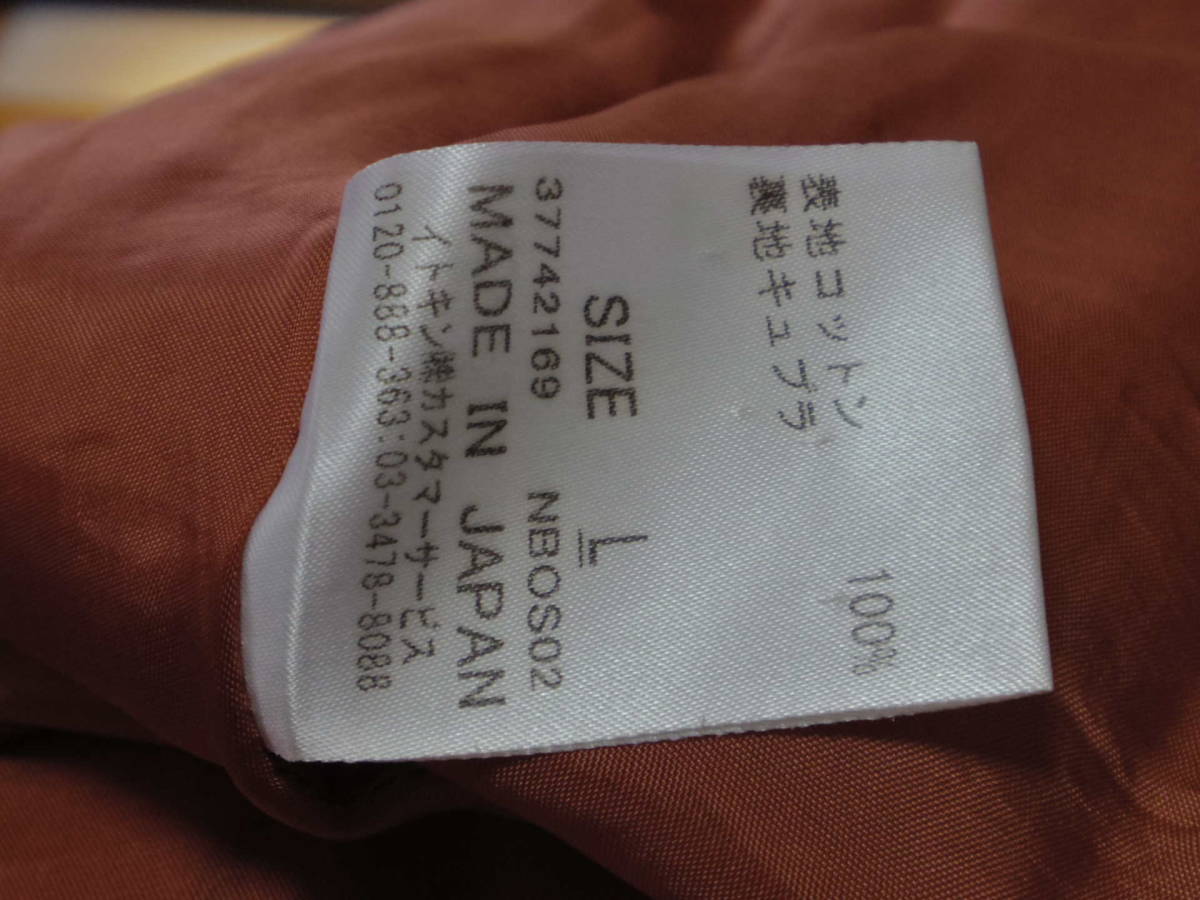 表地コットン 100%
裏地キュプラ
SIZE L
37742169 NBOS02
MADE IN JAPAN
イトキン㈱カスタマーサービス
0120-888-363:03-3478-8088